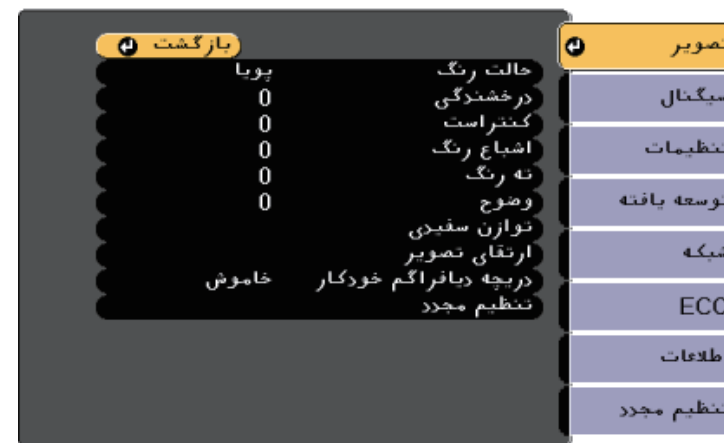 بازگشت
حالت رنگ پویا
درخشندگی 0
کنتراست 0
اشباع رنگ 0
ته رنگ 0
وضوح 0
توازن سفیدی
ارتقای تصویر
دریچه دیافراگم خودکار خاموش
تنظیم مجدد
تصویر
سیگنال
تنظیمات
توسعه یافته
شبکه
ECO
اطلاعات
تنظیم مجدد